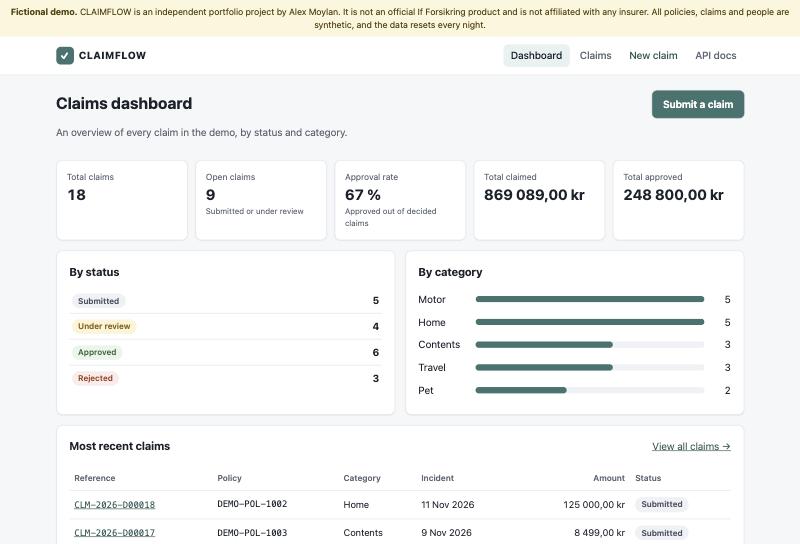 Fictional demo. CLAIMFLOW is an independent portfolio project by Alex Moylan. It is not an official If Forsikring product and is not affiliated with any insurer. All policies, claims and people are
synthetic, and the data resets every night.
CLAIMFLOW
Dashboard Claims New claim API docs
Claims dashboard
Submit a claim
An overview of every claim in the demo, by status and category.
Total claims
18
Open claims
9
Submitted or under review
Approval rate
67 %
Approved out of decided
claims
Total claimed
869 089,00 kr
Total approved
248 800,00 kr
By status
Submitted 5
Under review 4
Approved 6
Rejected 3
By category
Motor 5
Home 5
Contents 3
Travel 3
Pet 2
Most recent claims
View all claims →
Reference Policy Category Incident Amount Status
CLM-2026-D00018 DEMO-POL-1002 Home 11 Nov 2026 125 000,00 kr Submitted
CLM-2026-D00017 DEMO-POL-1003 Contents 9 Nov 2026 8 499,00 kr Submitted